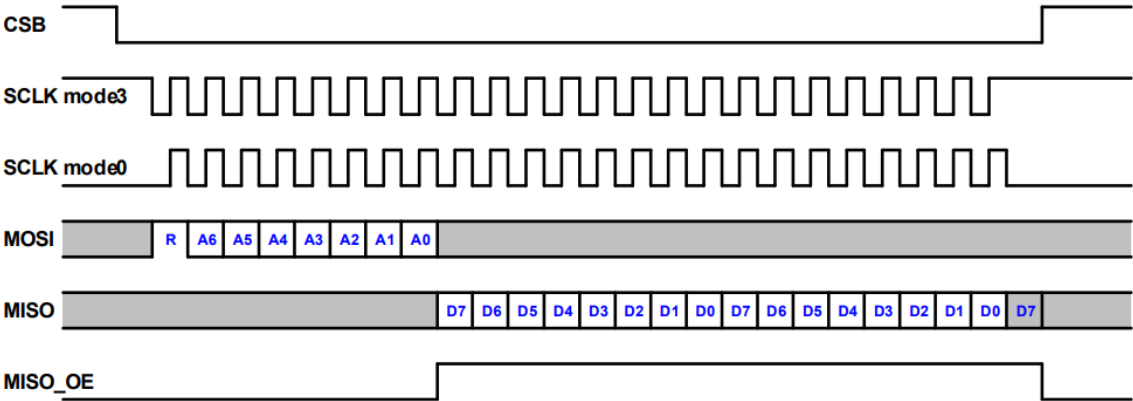 CSB
SCLK mode3
SCLK mode0
MOSI R A6 A5 A4 A3 A2 A1 A0
MISO D7 D6 D5 D4 D3 D2 D1 D0 D7 D6 D5 D4 D3 D2 D1 D0 D7
MISO_OE